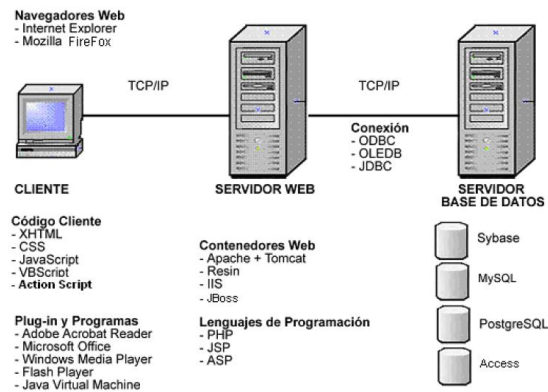 Navegadores Web
- Internet Explorer
- Mozilla FireFox
TCP/IP
TCP/IP
Conexión
- ODBC
- OLEDB
- JDBC
CLIENTE
SERVIDOR WEB
SERVIDOR
BASE DE DATOS
Código Cliente
- XHTML
- CSS
- JavaScript
- VBScript
- Action Script
Plug-in y Programas
- Adobe Acrobat Reader
- Microsoft Office
- Windows Media Player
- Flash Player
- Java Virtual Machine
Contenedores Web
- Apache + Tomcat
- Resin
- IIS
- JBoss
Lenguajes de Programación
- PHP
- JSP
- ASP
Sybase
MySQL
PostgreSQL
Access